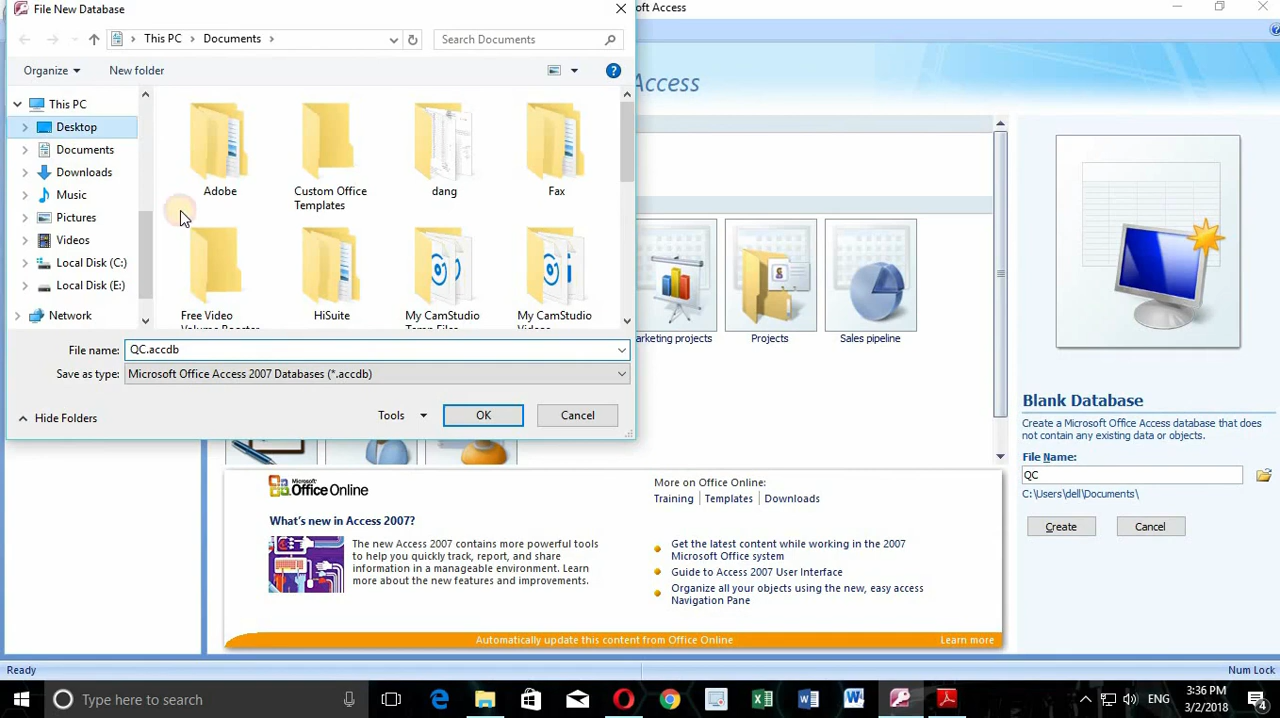 File New Database
crosoft Access
This PC
Documents
Search Documents
Organize
New folder
Access
This PC
Desktop
Documents
Downloads
Music
Pictures
Videos
Local Disk (C:)
Local Disk (E:)
Network
Adobe
Custom Office
Templates
dang
Fax
Free Video
HiSuite
My CamStudio
My CamStudio
File name:
QC.accdb
Save as type:
Microsoft Office Access 2007 Databases (*.accdb)
Hide Folders
Tools
OK
Cancel
arketing projects
Projects
Sales pipeline
Blank Database
Create a Microsoft Office Access database that does
not contain any existing data or objects.
File Name:
QC
C:\Users\dell\Documents\
Create
Cancel
Microsoft
Office Online
What's new in Access 2007?
The new Access 2007 contains more powerful tools
to help you quickly track, report, and share
information in a manageable environment. Learn
more about the new features and improvements.
More on Office Online:
Training | Templates | Downloads
Get the latest content while working in the 2007
Microsoft Office system
Guide to Access 2007 User Interface
Organize all your objects using the new, easy access
Navigation Pane
Automatically update this content from Office Online
Learn more
Ready
Num Lock
Type here to search
ENG
3:36 PM
3/2/2018
4